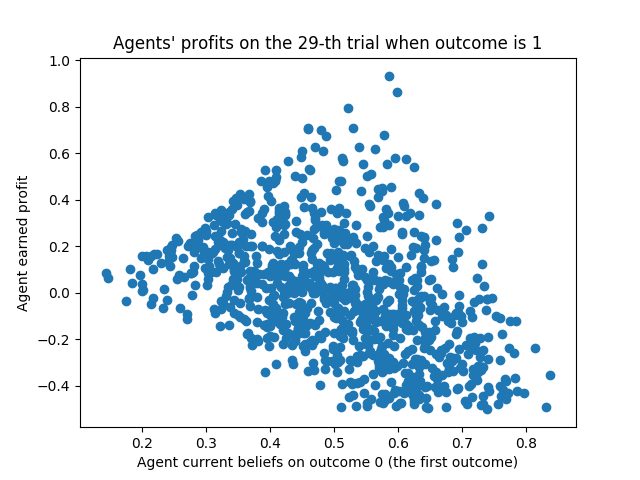 Agents' profits on the 29-th trial when outcome is 1
1.0
0.8
0.6
0.4
0.2
0.0
−0.2
−0.4
Agent earned profit
0.2 0.3 0.4 0.5 0.6 0.7 0.8
Agent current beliefs on outcome 0 (the first outcome)